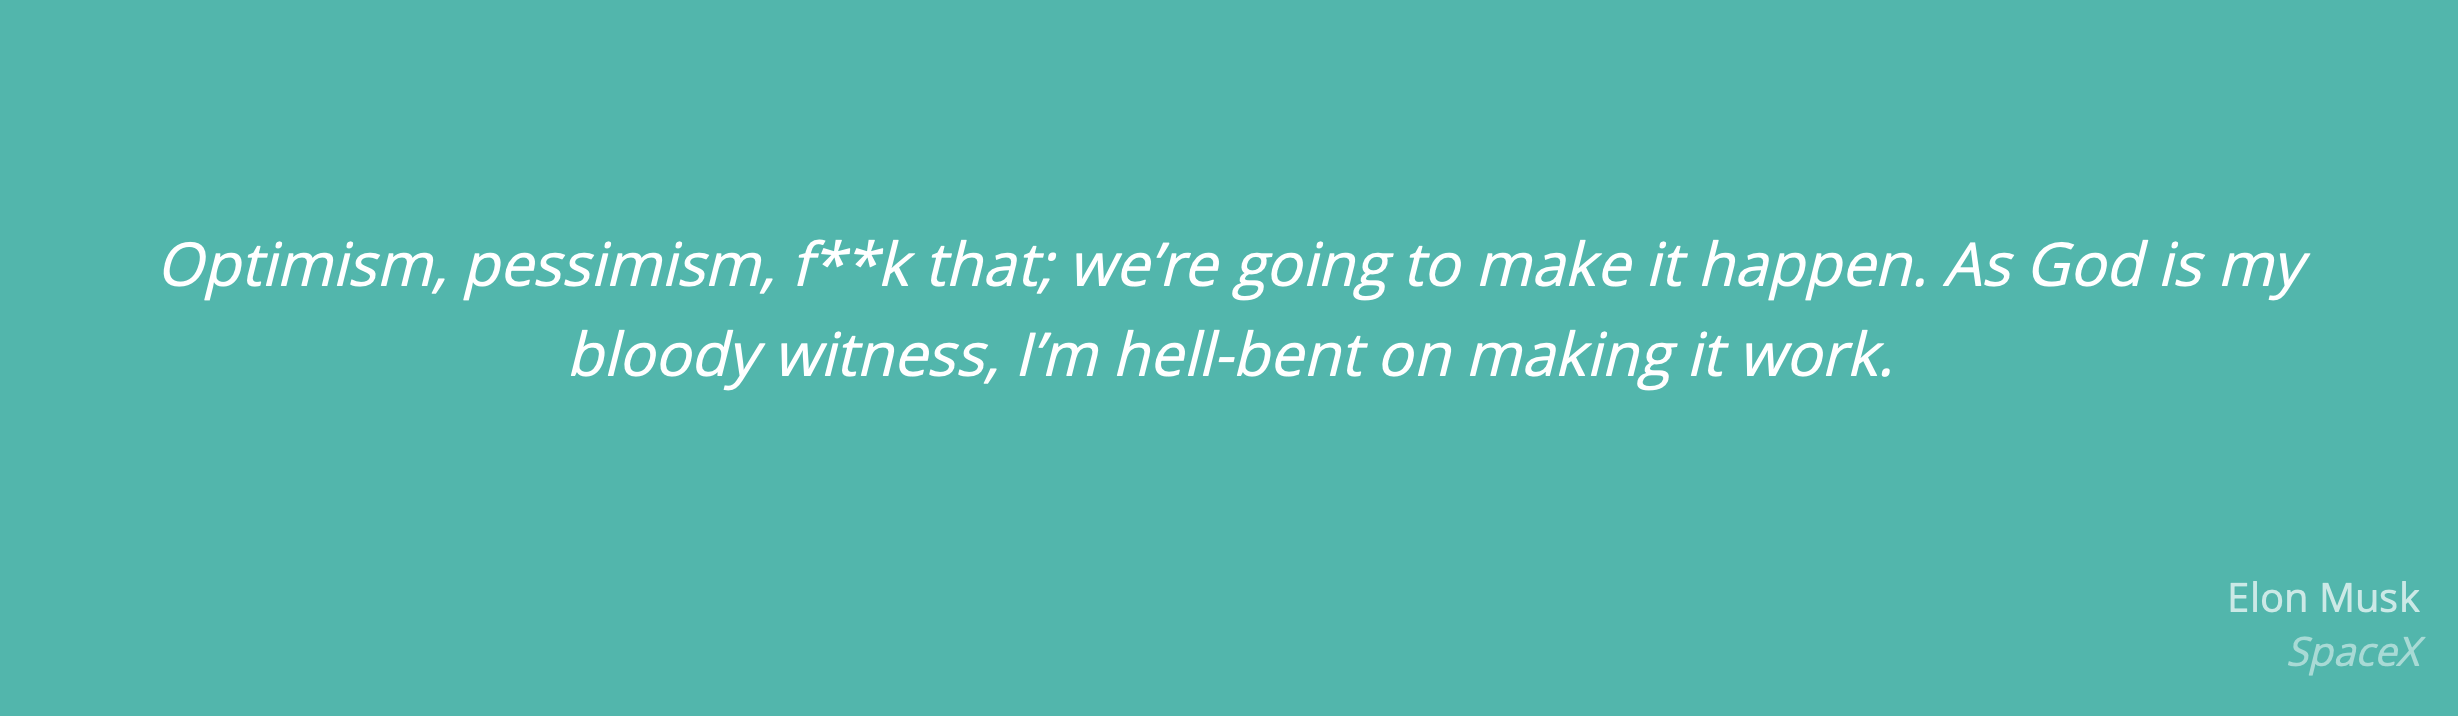 Optimism, pessimism, f**k that; we’re going to make it happen. As God is my
bloody witness, I’m hell-bent on making it work.
Elon Musk
SpaceX